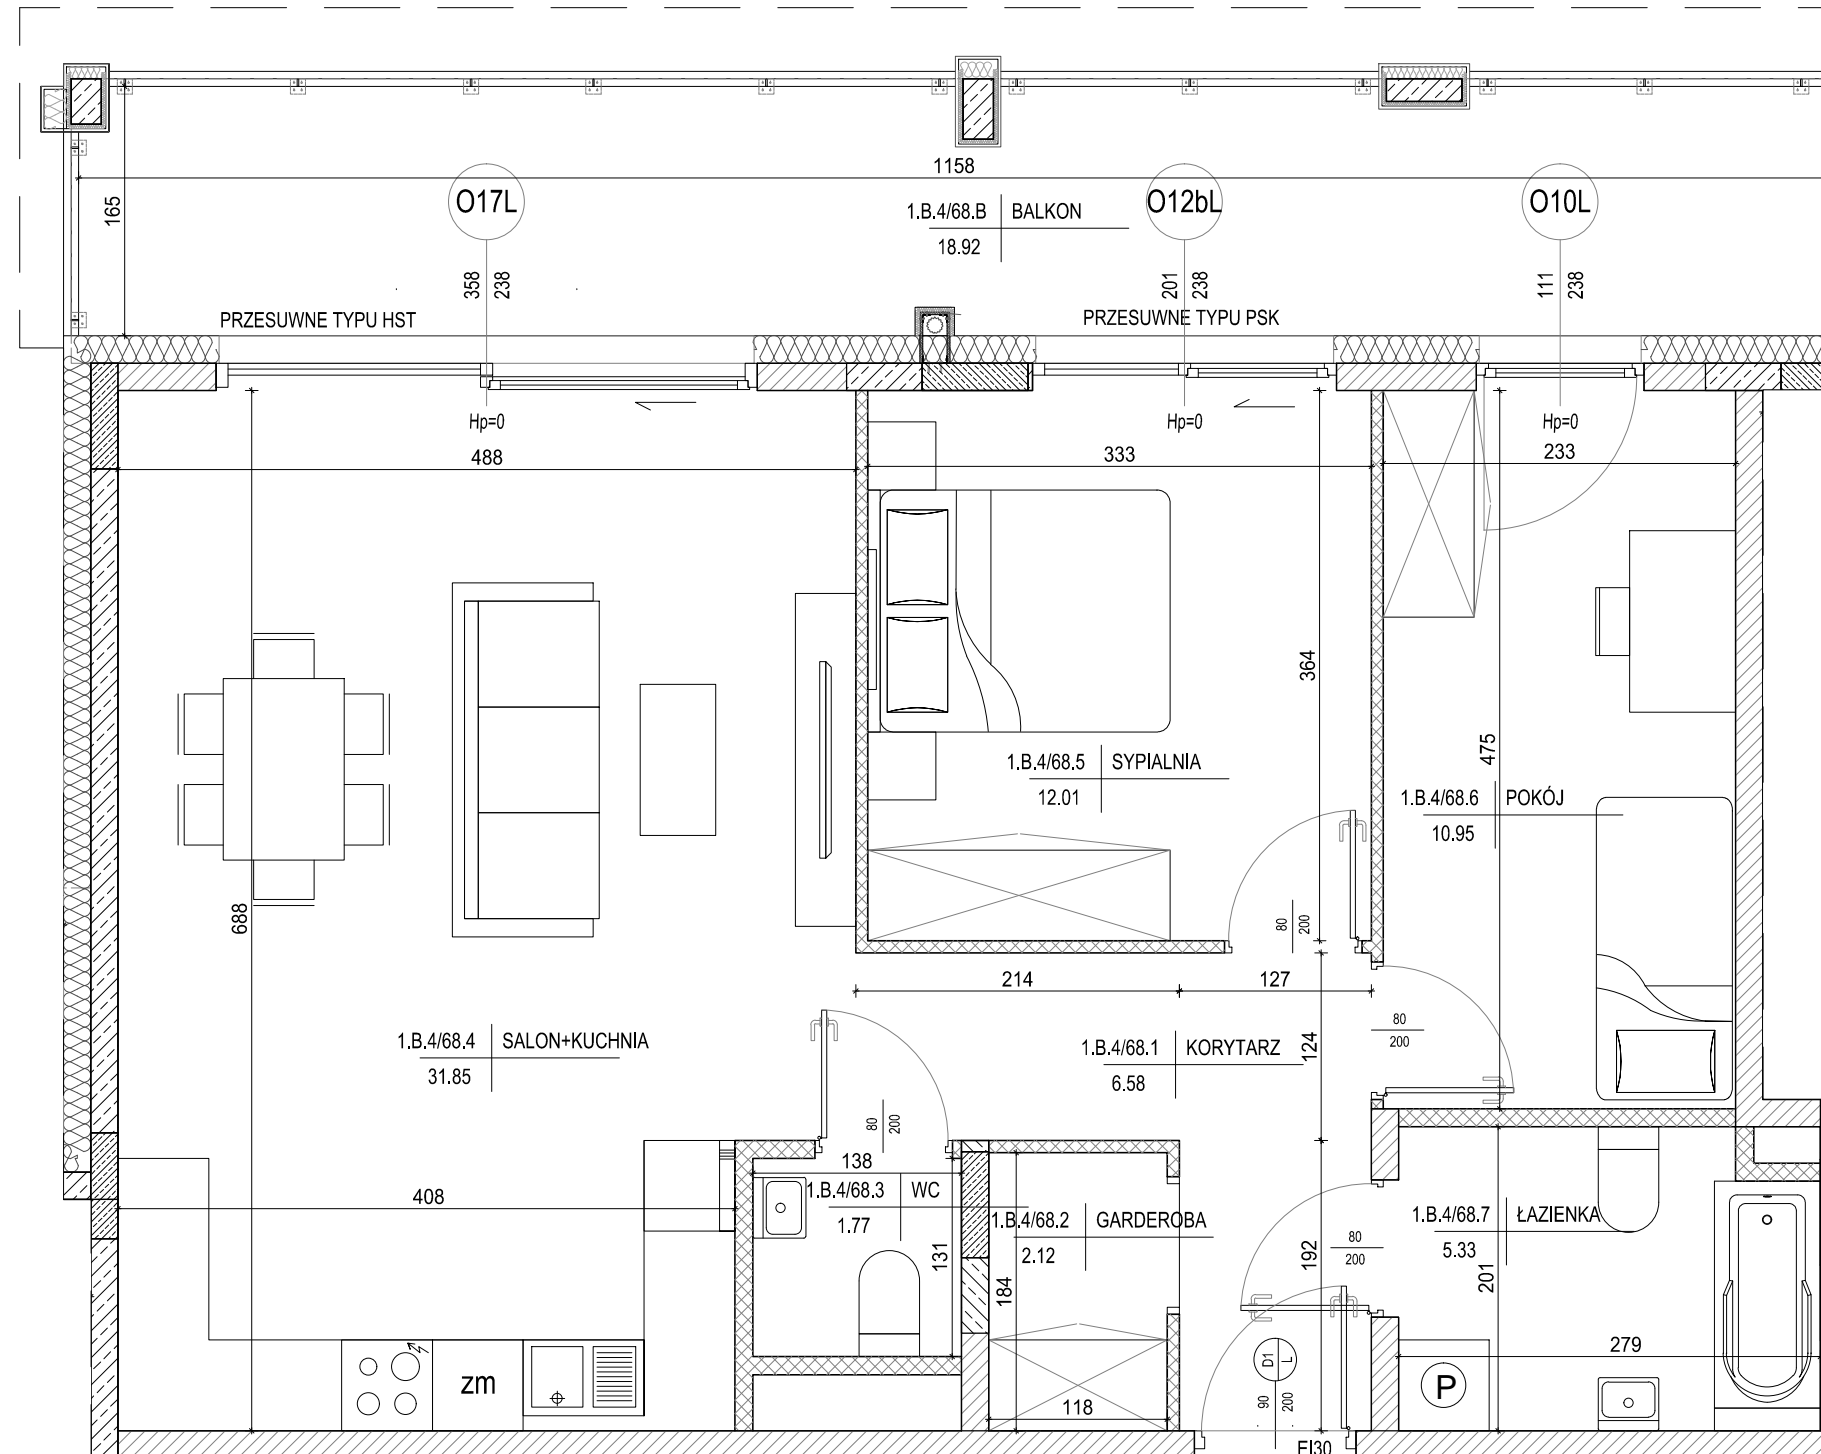 1158
O17L
O12bL
O10L
165
1.B.4/68.B BALKON
18.92
358
238
201
238
111
238
PRZESUWNE TYPU HST
PRZESUWNE TYPU PSK
Hp=0
Hp=0
Hp=0
488
333
233
364
475
1.B.4/68.5 SYPIALNIA
12.01
1.B.4/68.6 POKÓJ
10.95
688
80
200
214
127
80
200
124
1.B.4/68.4 SALON+KUCHNIA
31.85
1.B.4/68.1 KORYTARZ
6.58
80
200
138
408
1.B.4/68.3 WC
1.77
131
1.B.4/68.2 GARDEROBA
2.12
184
192
80
200
1.B.4/68.7 ŁAZIENKA
5.33
201
279
zm
118
D1
L
90
200
P
EI30